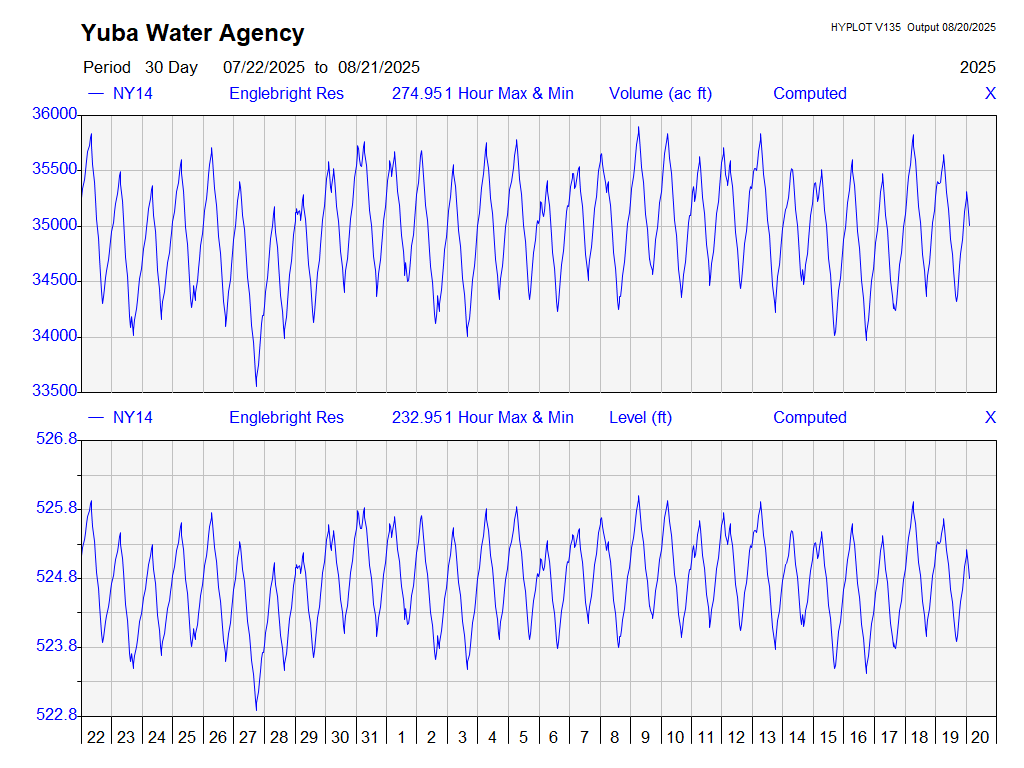 Yuba Water Agency
HYPLOT V135 Output 08/20/2025
Period 30 Day 07/22/2025 to 08/21/2025 2025
NY14 Englebright Res 274.951 Hour Max & Min Volume (ac ft) Computed X
36000
35500
35000
34500
34000
33500
NY14 Englebright Res 232.951 Hour Max & Min Level (ft) Computed X
526.8
525.8
524.8
523.8
522.8
22 23 24 25 26 27 28 29 30 31 1 2 3 4 5 6 7 8 9 10 11 12 13 14 15 16 17 18 19 20